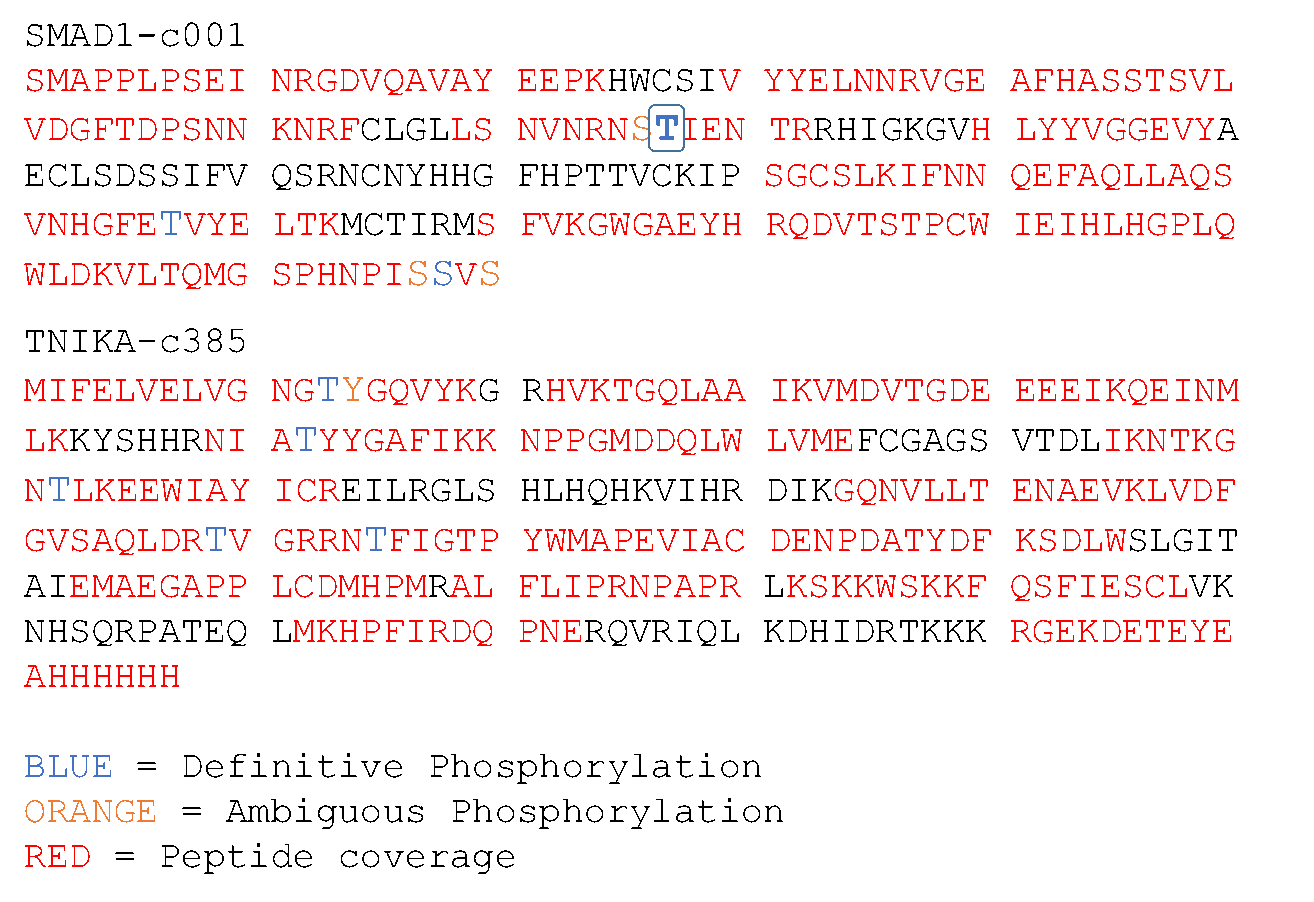 SMAD1-c001
SMAPPLPSEI NRGDVQAVAY EEPKHWCSIV YYELNNRVGE AFHASSTSVL
VDGFTDPSNN KNRFCLGLLS NVNRNSTIEN TRRHIGKGVH LYYVGGEVYA
ECLSDSSIFV QSRNCNYHHG FHPTTVCKIP SGCSLKIFNN QEFAQLLAQS
VNHGFETVYE LTKMCTIRMS FVKGWGAEYH RQDVTSTPCW IEIHLHGPLQ
WLDKVLTQMG SPHNPISSVS
TNIKA-c385
MIFELVELVG NGTYGQVYKG RHVKTGQLAA IKVMDVTGDE EEEIKQEINM
LKKYSHHRNI ATYYGAFIKK NPPGMDDQLW LVMEFCGAGS VTDLIKNTKG
NTLKEEWIAY ICREILRGLS HLHQHKVIHR DIKGQNVLLT ENAEVKLVDF
GVSAQLDRTV GRRNTFIGTP YWMAPEVIAC DENPDATYDF KSDLWSLGIT
AIEMAEGAPP LCDMHPMRAL FLIPRNPAPR LKSKKWSKKF QSFIESCLVK
NHSQRPATEQ LMKHPFIRDQ PNERQVRIQL KDHIDRTKKK RGEKDETEYE
AHHHHHH
BLUE = Definitive Phosphorylation
ORANGE = Ambiguous Phosphorylation
RED = Peptide coverage